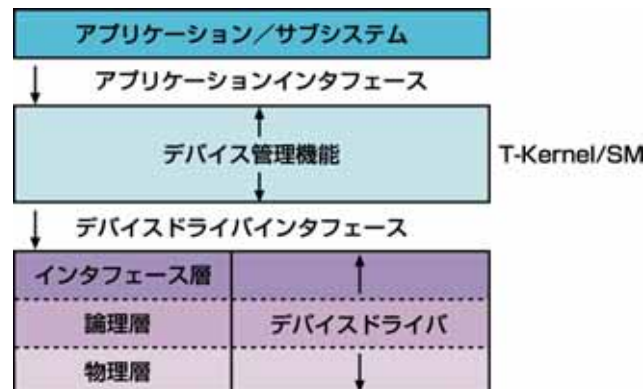 アプリケーション／サブシステム
アプリケーションインタフェース
デバイス管理機能
T-Kernel/SM
デバイスドライバインタフェース
インタフェース層
論理層
デバイスドライバ
物理層